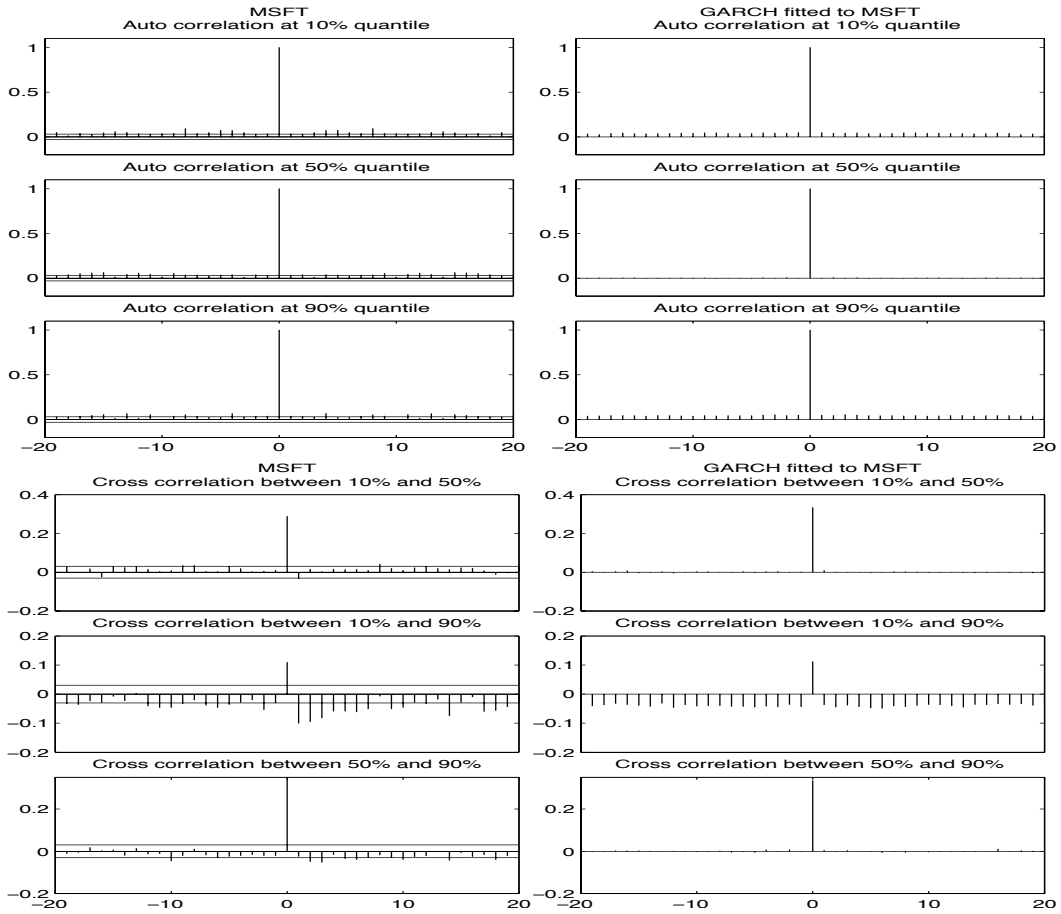 MSFT
Auto correlation at 10% quantile
1
0.5
0
Auto correlation at 50% quantile
1
0.5
0
Auto correlation at 90% quantile
1
0.5
0
−20 −10 0 10 20
GARCH fitted to MSFT
Auto correlation at 10% quantile
1
0.5
0
Auto correlation at 50% quantile
1
0.5
0
Auto correlation at 90% quantile
1
0.5
0
−20 −10 0 10 20
MSFT
Cross correlation between 10% and 50%
0.4
0.2
0
−0.2
Cross correlation between 10% and 90%
0.2
0.1
0
−0.1
−0.2
Cross correlation between 50% and 90%
0.2
0
−0.2
−20 −10 0 10 20
GARCH fitted to MSFT
Cross correlation between 10% and 50%
0.4
0.2
0
−0.2
Cross correlation between 10% and 90%
0.2
0.1
0
−0.1
−0.2
Cross correlation between 50% and 90%
0.2
0
−0.2
−20 −10 0 10 20